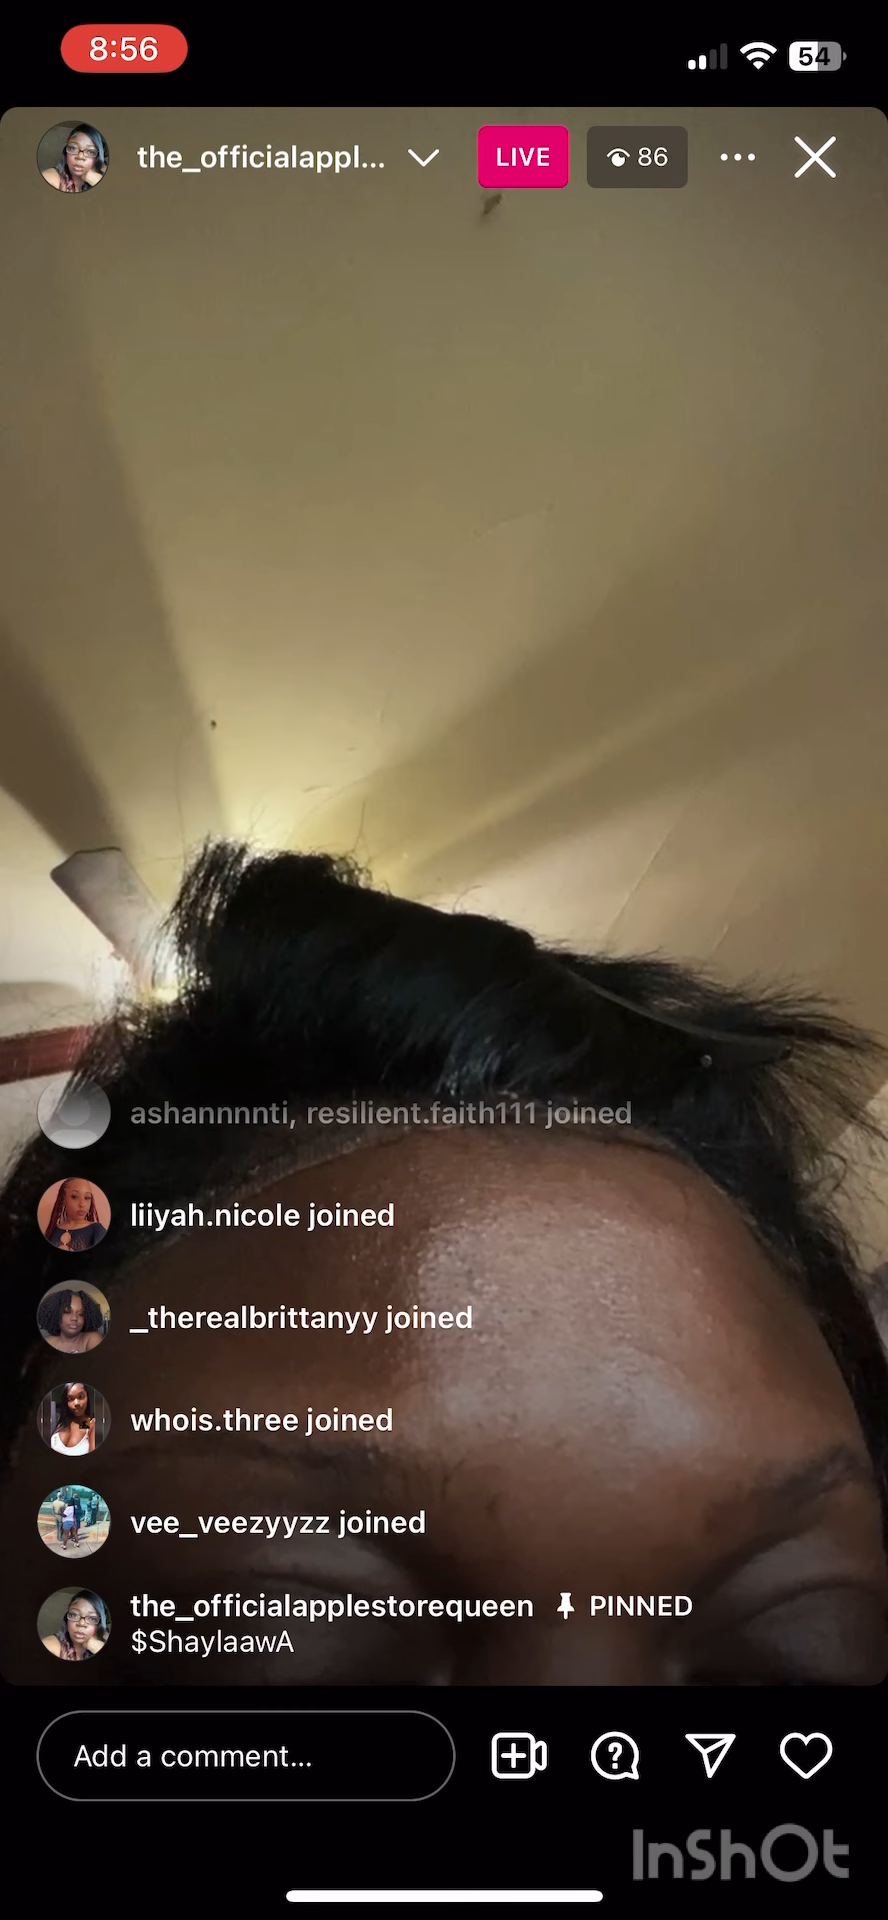 8:56
54
the_officialappl...
LIVE
86
ashannnnti, resilient.faith111 joined
liiyah.nicole joined
_therealbrittanyy joined
whois.three joined
vee_veezyyzz joined
the_officialapplestorequeen PINNED
$ShaylaawA
Add a comment...
InShOt